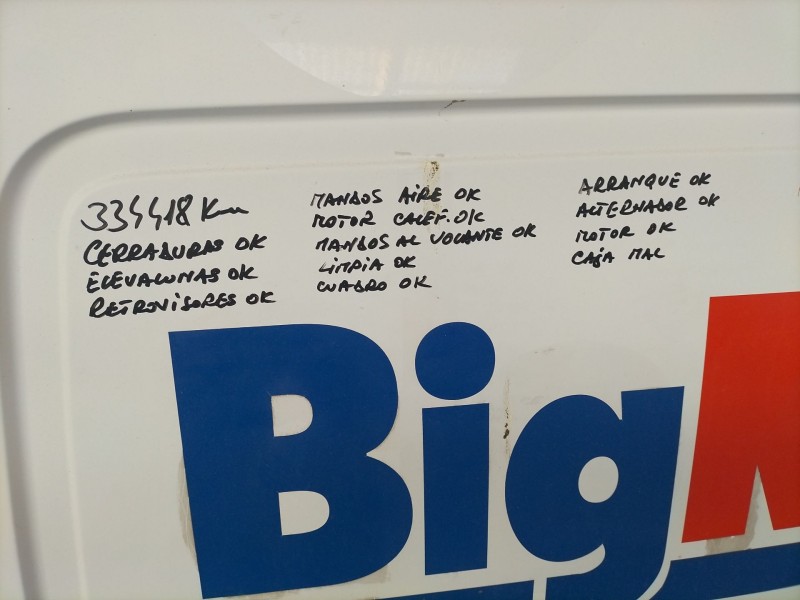 334418 Km
CERRADURAS OK
ELEVALUNAS OK
RETROVISORES OK
MANDOS AIRE OK
MOTOR CALEF. OK
MANDOS AL VOLANTE OK
LIMPIA OK
CUADRO OK
ARRANQUE OK
ALTERNADOR OK
MOTOR OK
CAJA MAL
Big